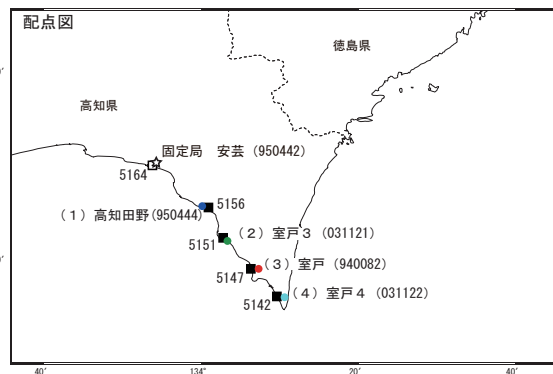 配点図
徳島県
高知県
固定局 安芸(950442)
5164
5156
(1)高知田野(950444)
5151
(2)室戸3(031121)
(3)室戸(940082)
5147
(4)室戸4(031122)
5142
40′
134°
20′
40′